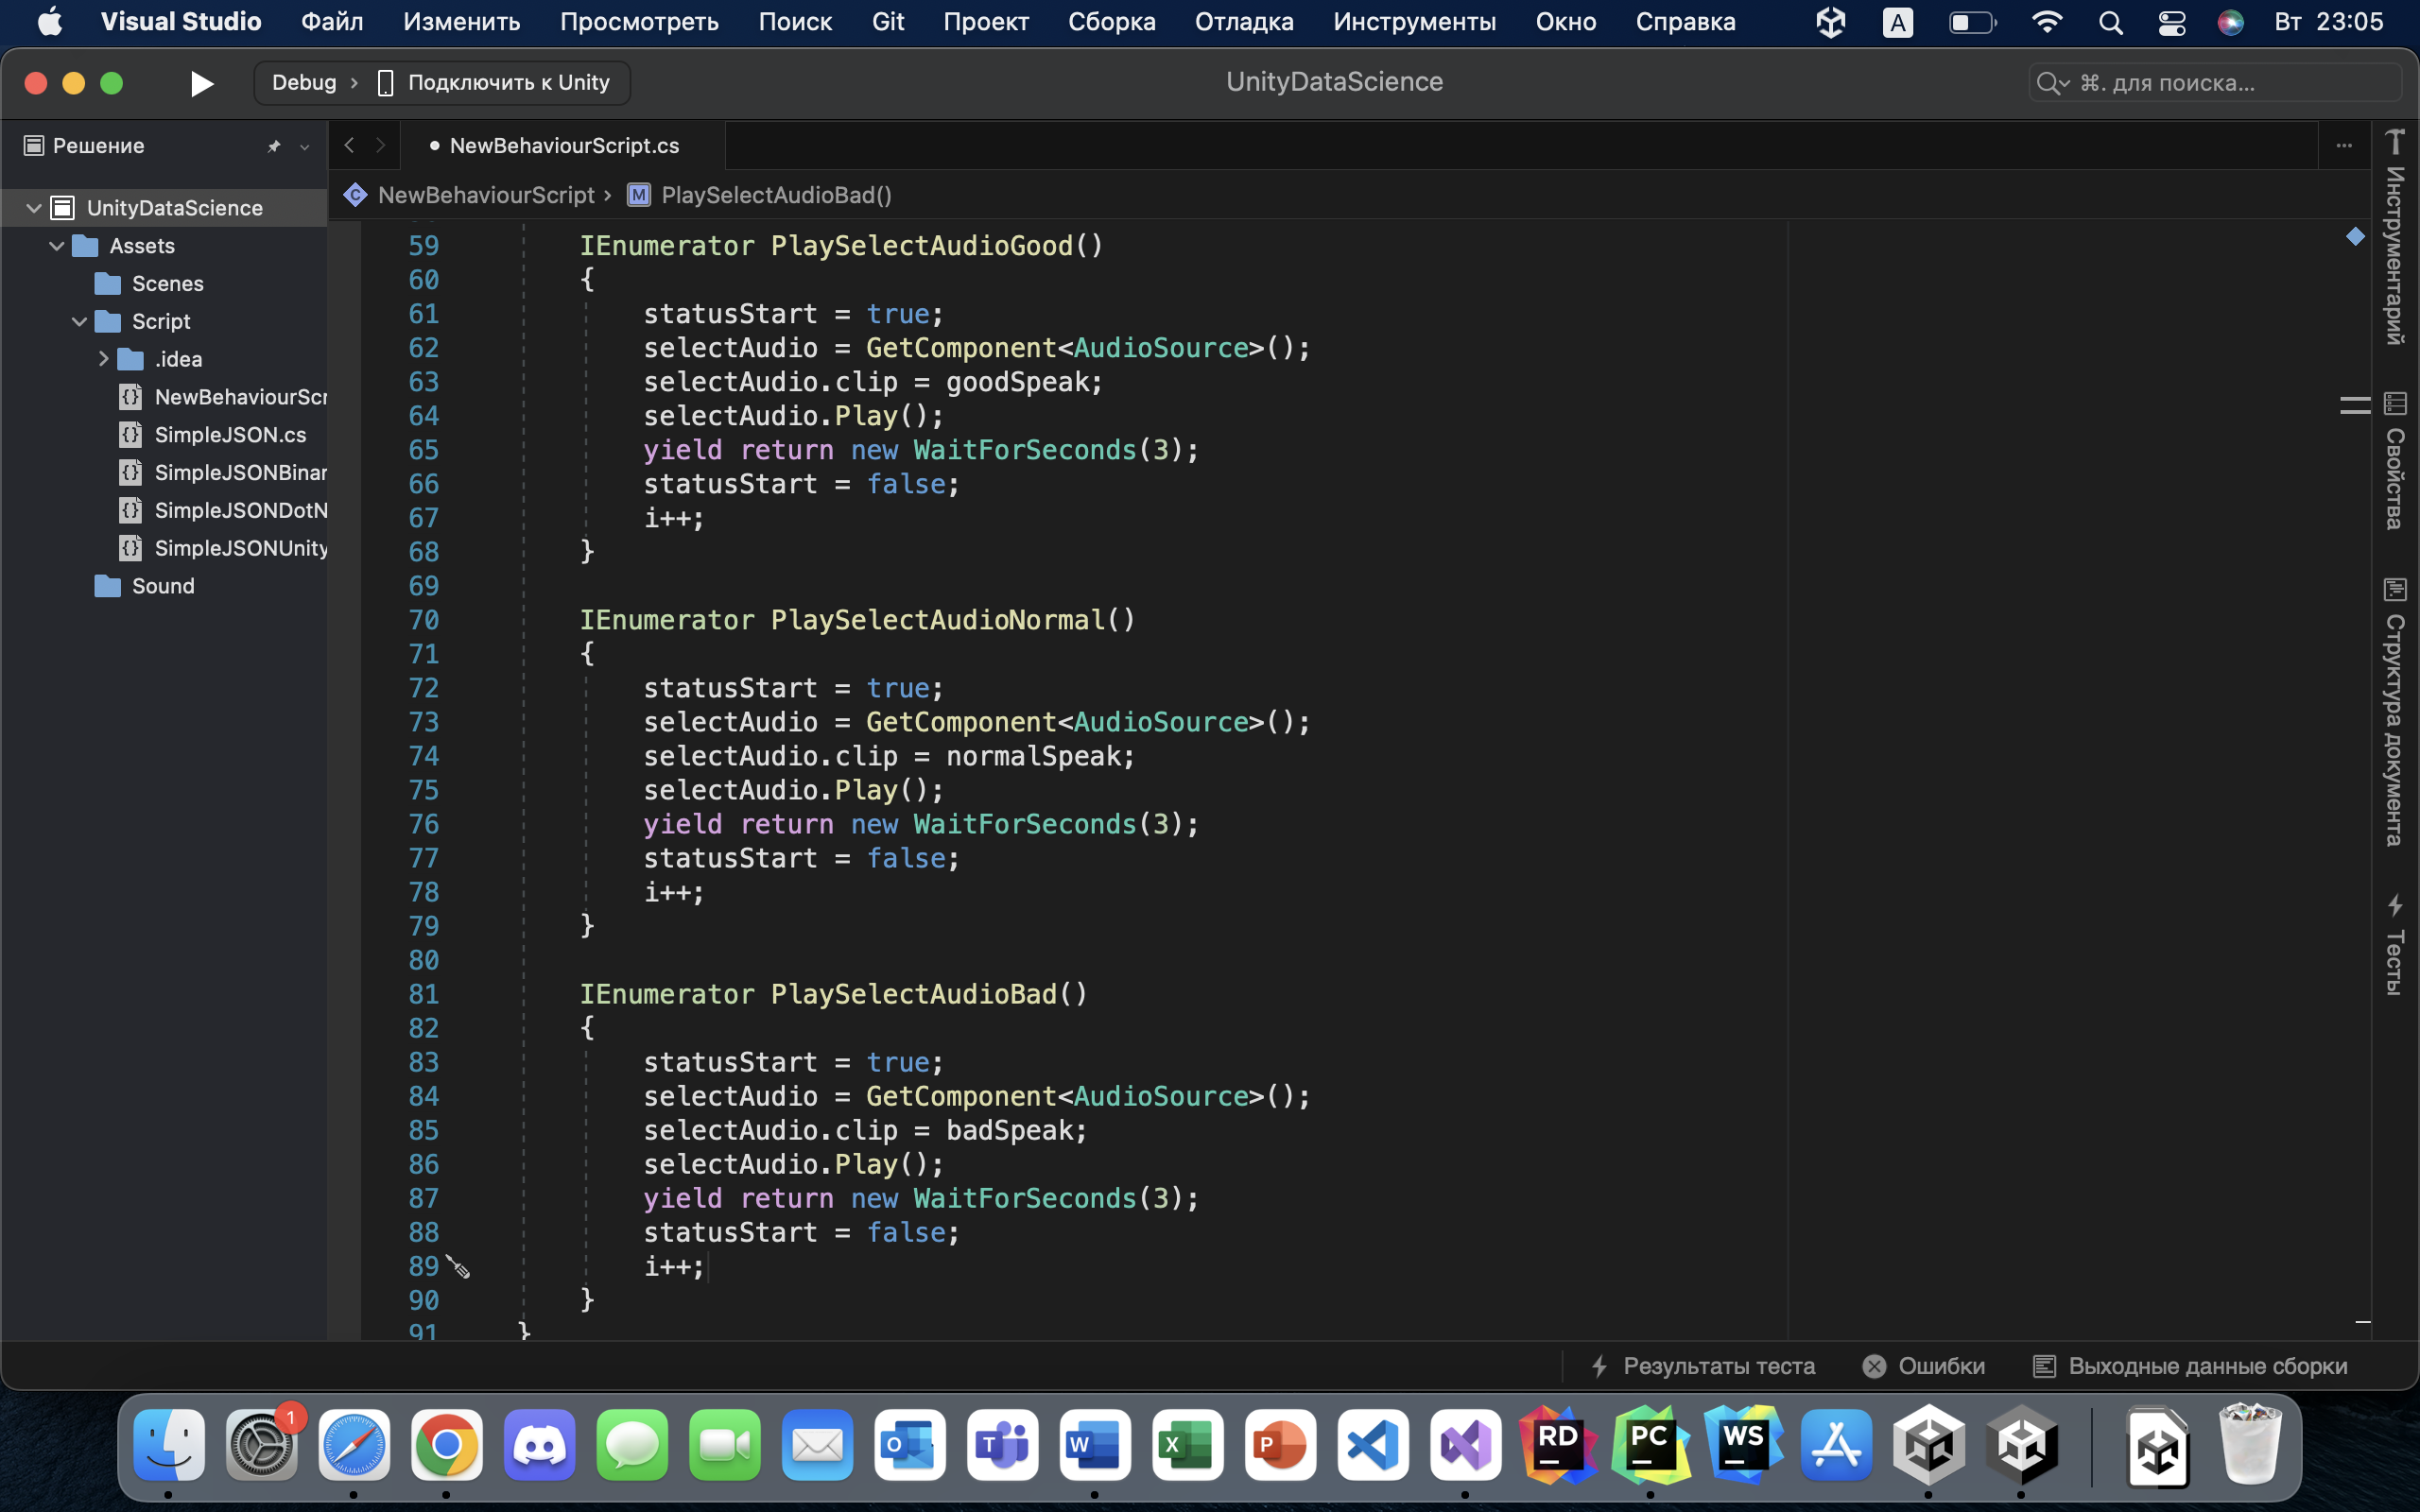 Visual Studio Файл Изменить Просмотреть Поиск Git Проект Сборка Отладка Инструменты Окно Справка A Вт 23:05
Debug › Подключить к Unity UnityDataScience ⌘. для поиска...
Решение NewBehaviourScript.cs
NewBehaviourScript › M PlaySelectAudioBad()
UnityDataScience
Assets
Scenes
Script
.idea
NewBehaviourScr
SimpleJSON.cs
SimpleJSONBinar
SimpleJSONDotN
SimpleJSONUnity
Sound
59 IEnumerator PlaySelectAudioGood()
60 {
61 statusStart = true;
62 selectAudio = GetComponent<AudioSource>();
63 selectAudio.clip = goodSpeak;
64 selectAudio.Play();
65 yield return new WaitForSeconds(3);
66 statusStart = false;
67 i++;
68 }
69
70 IEnumerator PlaySelectAudioNormal()
71 {
72 statusStart = true;
73 selectAudio = GetComponent<AudioSource>();
74 selectAudio.clip = normalSpeak;
75 selectAudio.Play();
76 yield return new WaitForSeconds(3);
77 statusStart = false;
78 i++;
79 }
80
81 IEnumerator PlaySelectAudioBad()
82 {
83 statusStart = true;
84 selectAudio = GetComponent<AudioSource>();
85 selectAudio.clip = badSpeak;
86 selectAudio.Play();
87 yield return new WaitForSeconds(3);
88 statusStart = false;
89 i++;
90 }
91 }
Инструментарий
Свойства
Структура документа
Тесты
Результаты теста Ошибки Выходные данные сборки
1 O T W X P RD PC WS